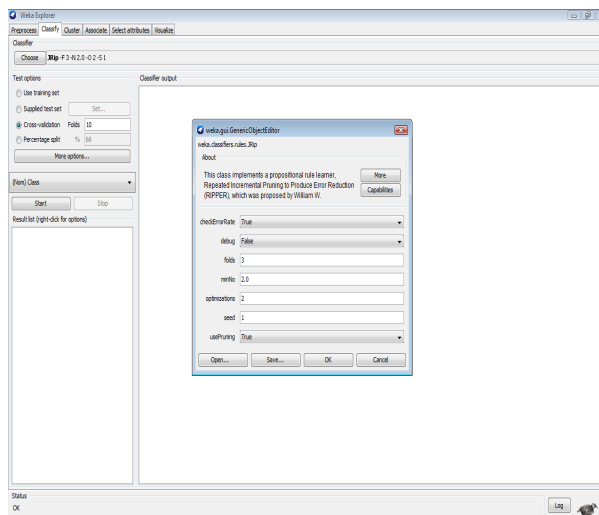 Weka Explorer
Preprocess Classify Cluster Associate Select attributes Visualize
Classifier
Choose JRip -F 3 -N 2.0 -O 2 -S 1
Test options
Use training set
Supplied test set Set...
Cross-validation Folds 10
Percentage split % 66
More options...
(Nom) Class
Start Stop
Result list (right-click for options)
Classifier output
weka.gui.GenericObjectEditor
weka.classifiers.rules.JRip
About
This class implements a propositional rule learner,
Repeated Incremental Pruning to Produce Error Reduction
(RIPPER), which was proposed by William W.
More
Capabilities
checkErrorRate True
debug False
folds 3
minNo 2.0
optimizations 2
seed 1
usePruning True
Open... Save... OK Cancel
Status
OK
Log